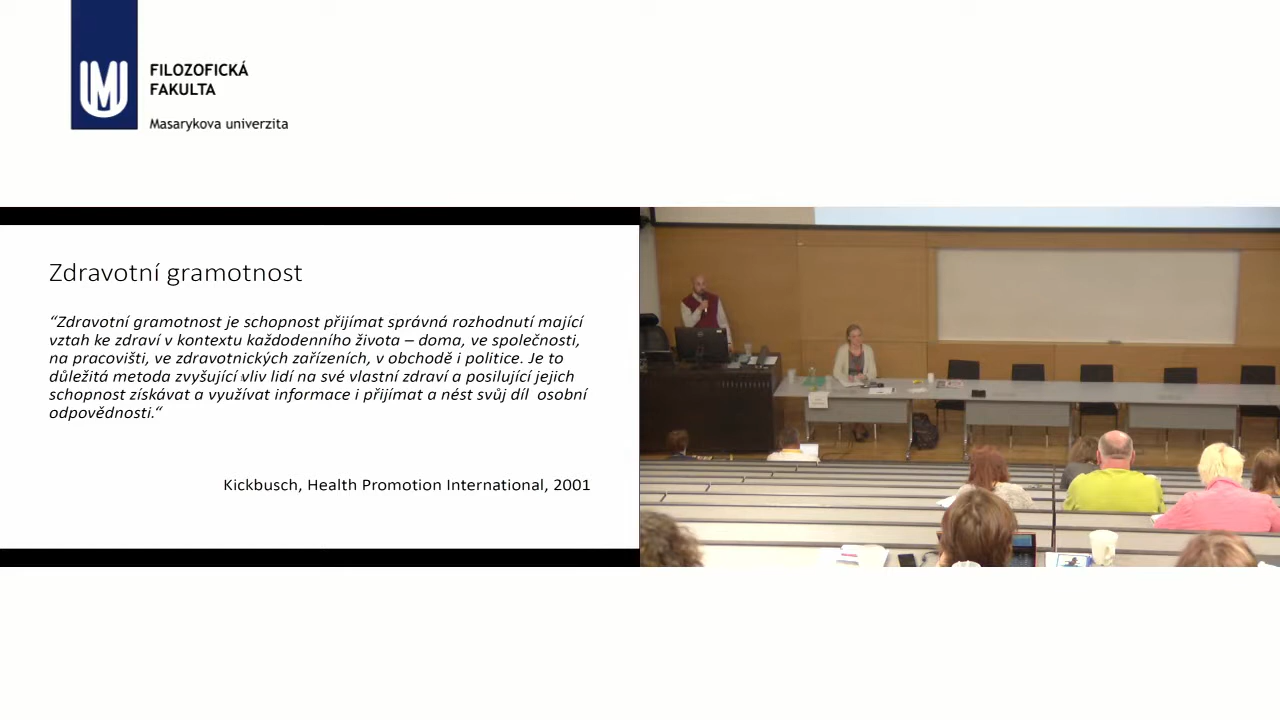 FILOZOFICKÁ
FAKULTA
Masarykova univerzita
Zdravotní gramotnost
“Zdravotní gramotnost je schopnost přijímat správná rozhodnutí mající
vztah ke zdraví v kontextu každodenního života – doma, ve společnosti,
na pracovišti, ve zdravotnických zařízeních, v obchodě i politice. Je to
důležitá metoda zvyšující vliv lidí na své vlastní zdraví a posilující jejich
schopnost získávat a využívat informace i přijímat a nést svůj díl osobní
odpovědnosti.“
Kickbusch, Health Promotion International, 2001